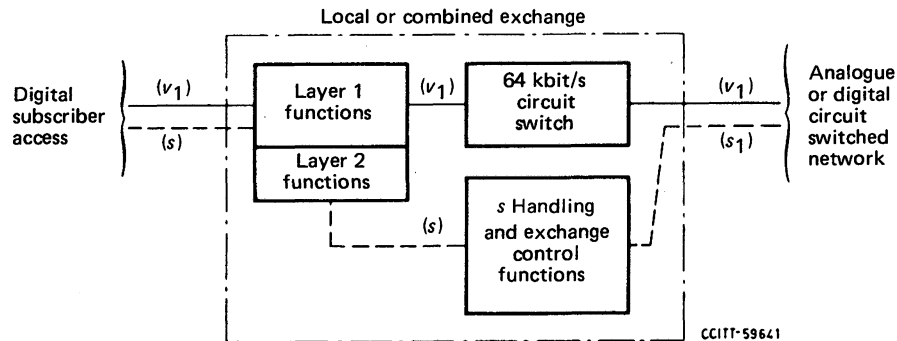 Local or combined exchange
Digital
subscriber
access
(v1)
(s)
Layer 1
functions
Layer 2
functions
(v1)
64 kbit/s
circuit
switch
(s)
s Handling
and exchange
control
functions
(v1)
(s1)
Analogue
or digital
circuit
switched
network
CCITT-59641